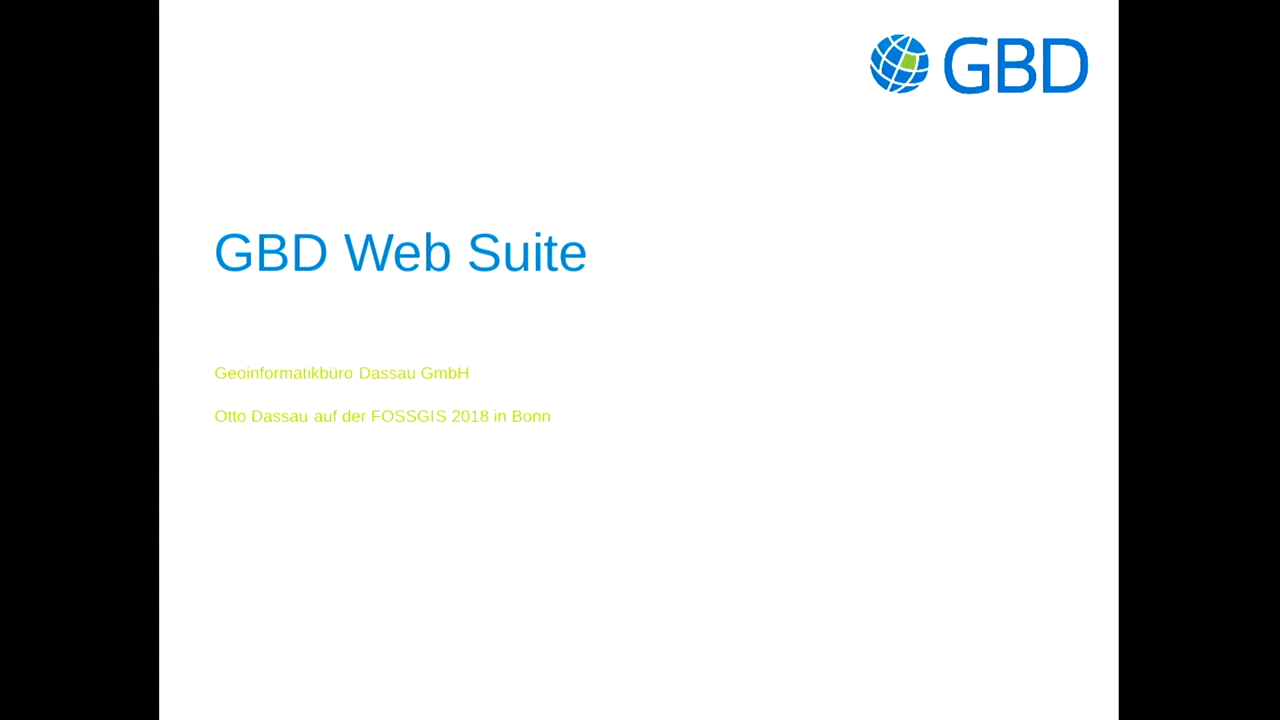 GBD
GBD Web Suite
Geoinformatikbüro Dassau GmbH
Otto Dassau auf der FOSSGIS 2018 in Bonn